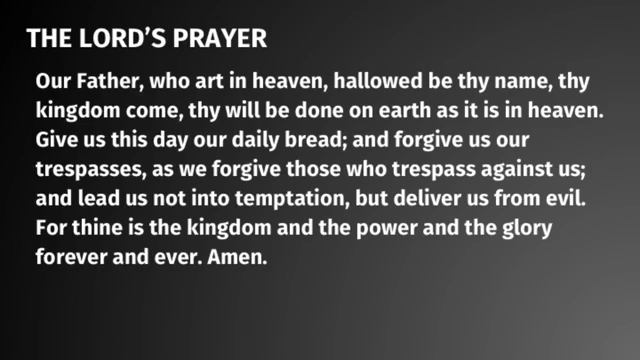 THE LORD’S PRAYER
Our Father, who art in heaven, hallowed be thy name, thy
kingdom come, thy will be done on earth as it is in heaven.
Give us this day our daily bread; and forgive us our
trespasses, as we forgive those who trespass against us;
and lead us not into temptation, but deliver us from evil.
For thine is the kingdom and the power and the glory
forever and ever. Amen.